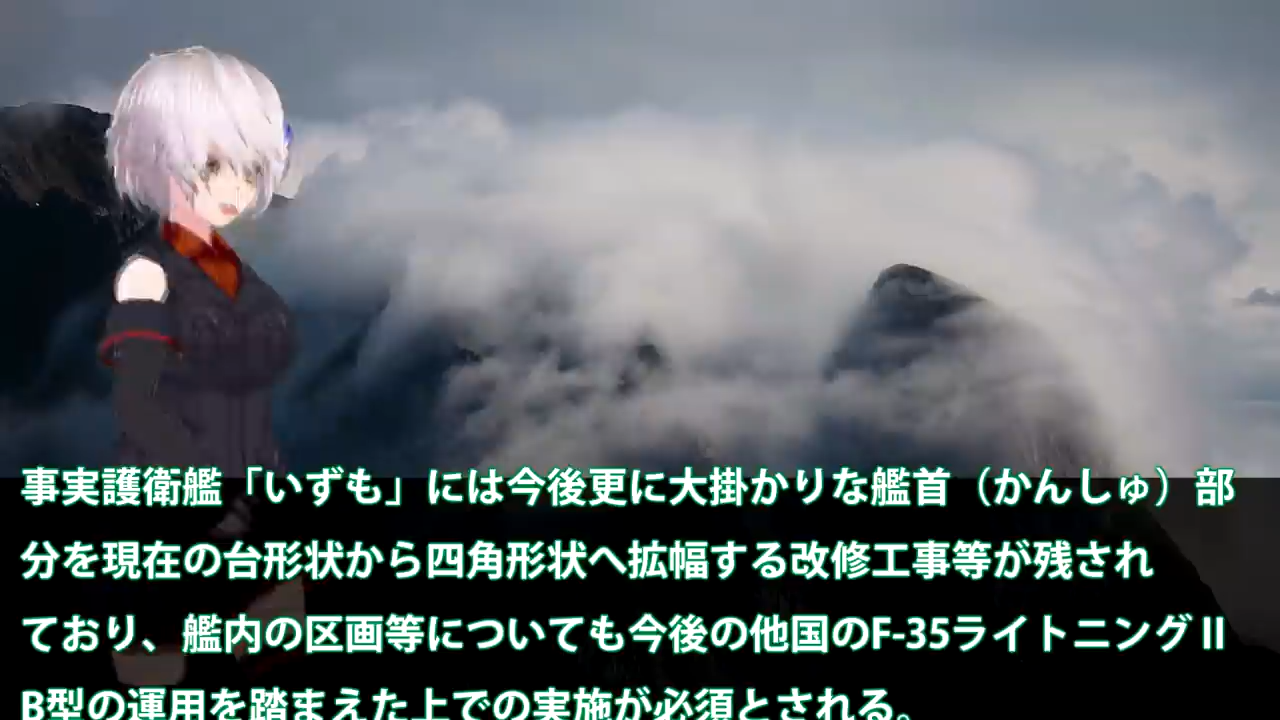 事実護衛艦「いずも」には今後更に大掛かりな艦首（かんしゅ）部
分を現在の台形状から四角形状へ拡幅する改修工事等が残され
ており、艦内の区画等についても今後の他国のF-35ライトニングⅡ
B型の運用を踏まえた上での実施が必須とされる。